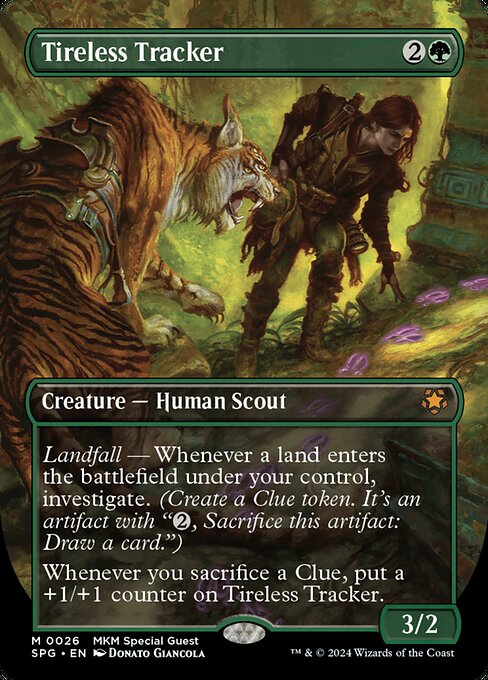 Tireless Tracker 2
Creature — Human Scout
Landfall — Whenever a land enters
the battlefield under your control,
investigate. (Create a Clue token. It's an
artifact with “2, Sacrifice this artifact:
Draw a card.”)
Whenever you sacrifice a Clue, put a
+1/+1 counter on Tireless Tracker.
3/2
M 0026 MKM Special Guest
SPG • EN Donato Giancola ™ & © 2024 Wizards of the Coast